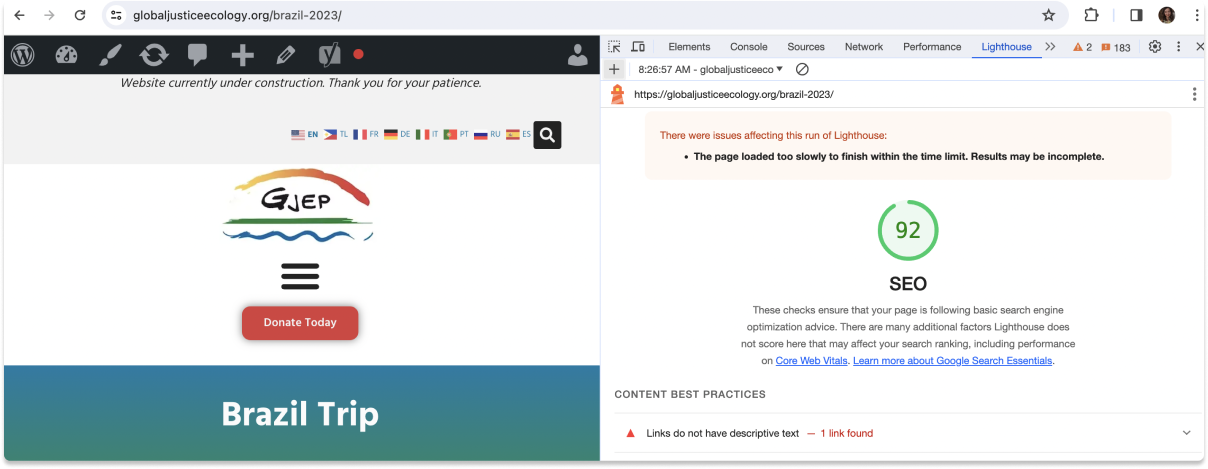 globaljusticeecology.org/brazil-2023/
Website currently under construction. Thank you for your patience.
EN TL FR DE IT PT RU ES
GJEP
Donate Today
Brazil Trip
Elements Console Sources Network Performance Lighthouse 2 183
8:26:57 AM - globaljusticeeco
https://globaljusticeecology.org/brazil-2023/
There were issues affecting this run of Lighthouse:
• The page loaded too slowly to finish within the time limit. Results may be incomplete.
92
SEO
These checks ensure that your page is following basic search engine
optimization advice. There are many additional factors Lighthouse does
not score here that may affect your search ranking, including performance
on Core Web Vitals. Learn more about Google Search Essentials.
CONTENT BEST PRACTICES
Links do not have descriptive text — 1 link found